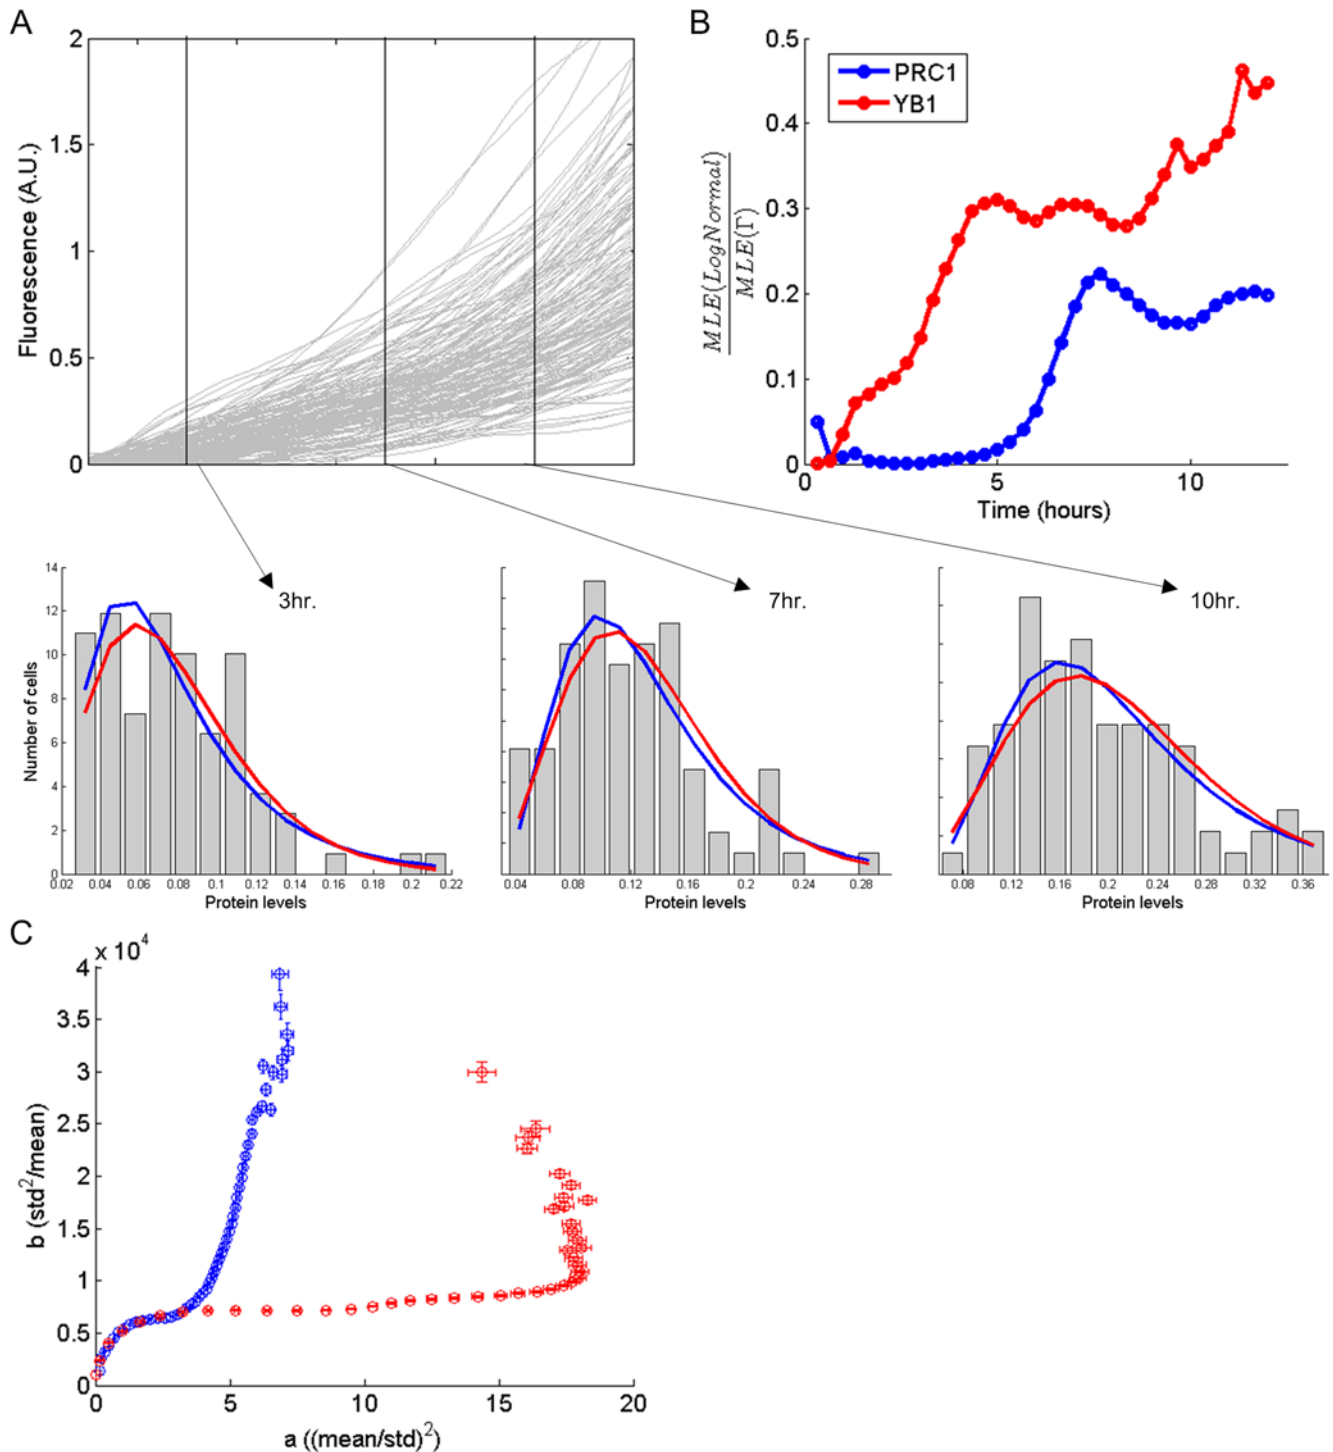 A
2
1.5
1
0.5
0
Fluorescence (A.U.)
B
0.5
0.4
0.3
0.2
0.1
0
PRC1
YB1
MLE(LogNormal)
MLE(Γ)
0 5 10
Time (hours)
3hr.
7hr.
10hr.
14
12
10
8
6
4
2
0
Number of cells
0.02 0.04 0.06 0.08 0.1 0.12 0.14 0.16 0.18 0.2 0.22
Protein levels
0.04 0.08 0.12 0.16 0.2 0.24 0.28
Protein levels
0.08 0.12 0.16 0.2 0.24 0.28 0.32 0.36
Protein levels
C
x 10^4
4
3.5
3
2.5
2
1.5
1
0.5
0
b (std^2/mean)
0 5 10 15 20
a ((mean/std)^2)